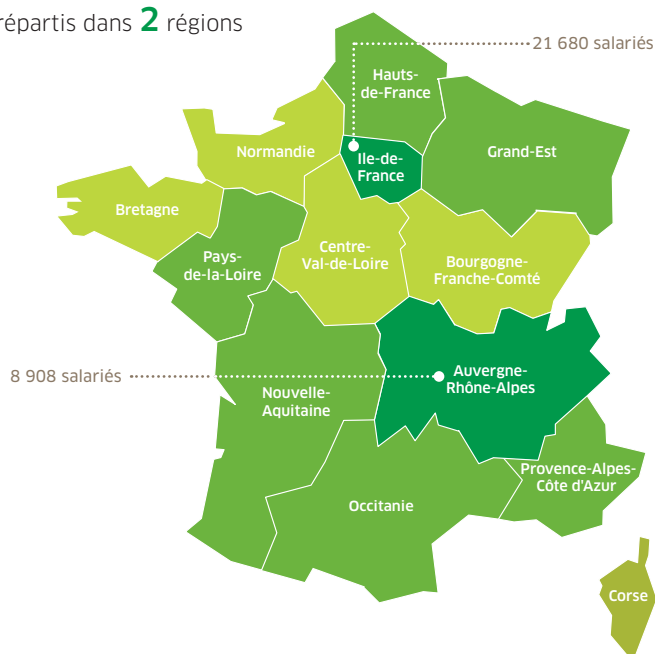 répartis dans 2 régions
21 680 salariés
Hauts-
de-France
Normandie
Ile-de-
France
Grand-Est
Bretagne
Pays-
de-la-Loire
Centre-
Val-de-Loire
Bourgogne-
Franche-Comté
8 908 salariés
Auvergne-
Rhône-Alpes
Nouvelle-
Aquitaine
Provence-Alpes-
Côte d'Azur
Occitanie
Corse